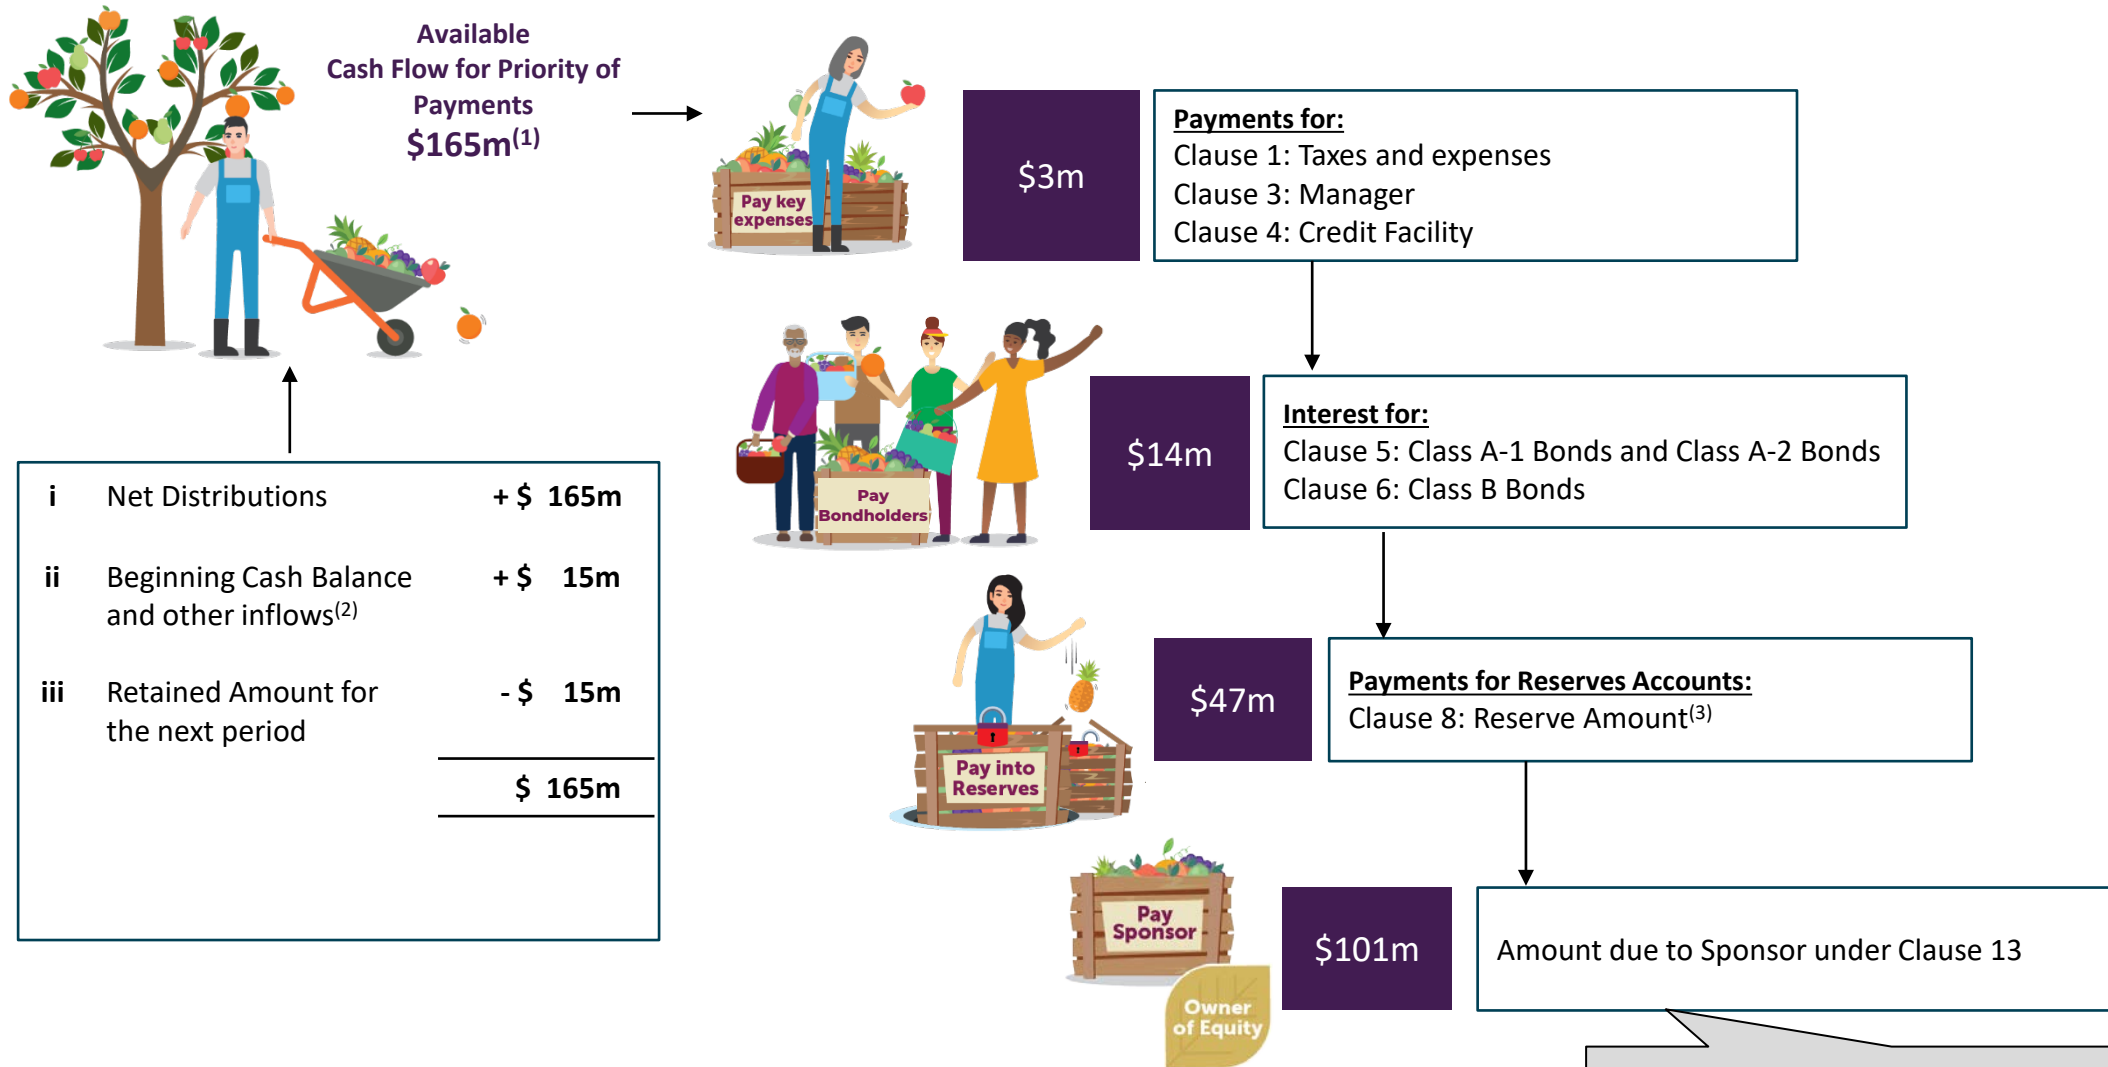 Available
Cash Flow for Priority of
Payments
$165m(1)
Pay key
expenses
$3m
Payments for:
Clause 1: Taxes and expenses
Clause 3: Manager
Clause 4: Credit Facility
Pay
Bondholders
$14m
Interest for:
Clause 5: Class A-1 Bonds and Class A-2 Bonds
Clause 6: Class B Bonds
i Net Distributions + $ 165m
ii Beginning Cash Balance + $ 15m
and other inflows(2)
iii Retained Amount for - $ 15m
the next period
$ 165m
Pay into
Reserves
$47m
Payments for Reserves Accounts:
Clause 8: Reserve Amount(3)
Pay
Sponsor
Owner
of Equity
$101m
Amount due to Sponsor under Clause 13